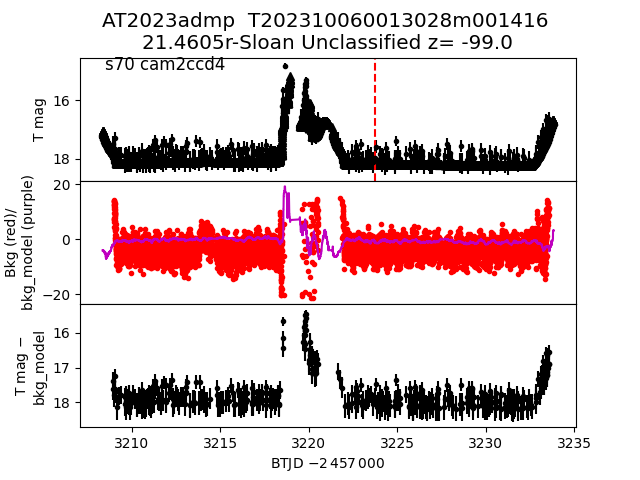 AT2023admp  T202310060013028m001416
21.4605r-Sloan Unclassified z= -99.0
s70 cam2ccd4
T mag
16
18
Bkg (red)/
bkg_model (purple)
20
0
−20
T mag −
bkg_model
16
17
18
3210 3215 3220 3225 3230 3235
BTJD −2 457 000